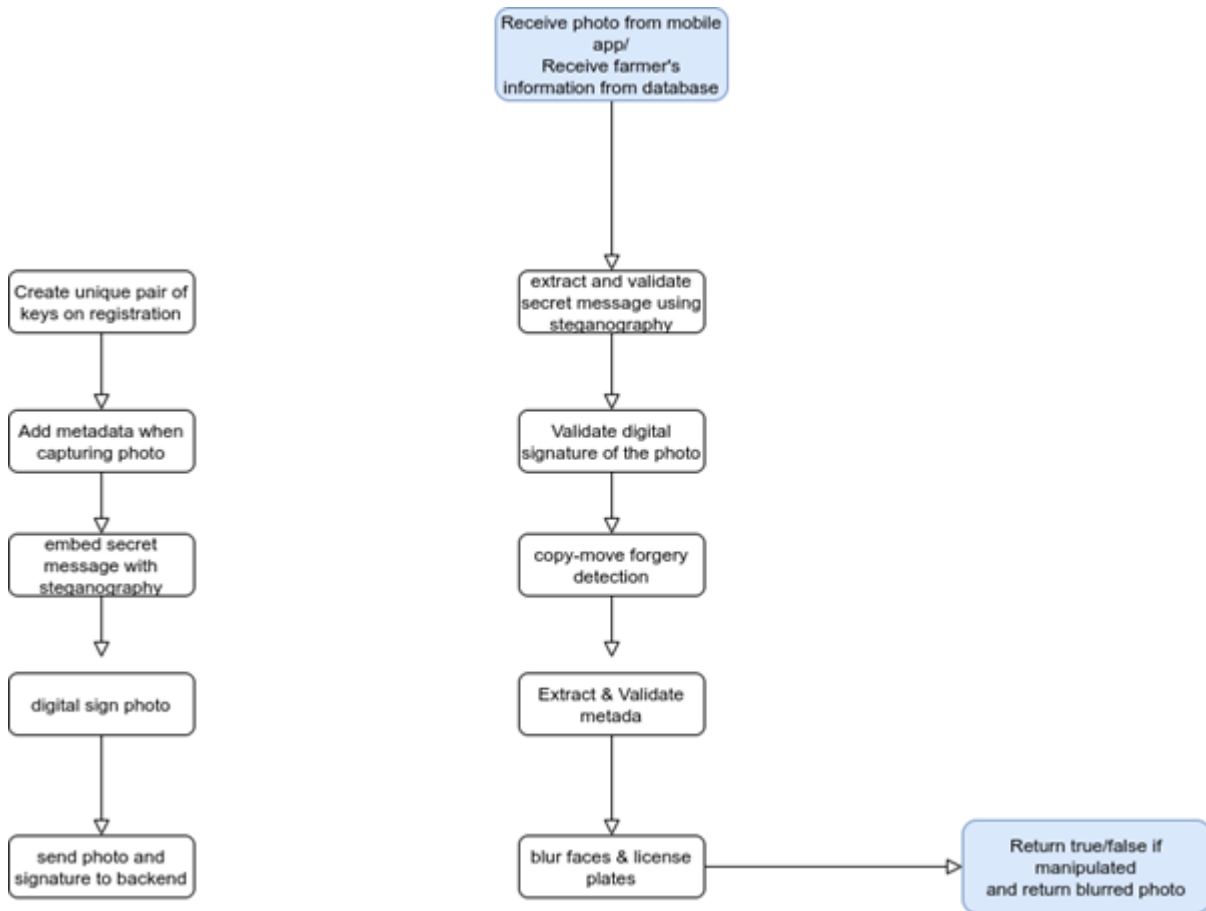 Receive photo from mobile
app/
Receive farmer's
information from database
Create unique pair of
keys on registration
Add metadata when
capturing photo
embed secret
message with
steganography
digital sign photo
send photo and
signature to backend
extract and validate
secret message using
steganography
Validate digital
signature of the photo
copy-move forgery
detection
Extract & Validate
metada
blur faces & license
plates
Return true/false if
manipulated
and return blurred photo